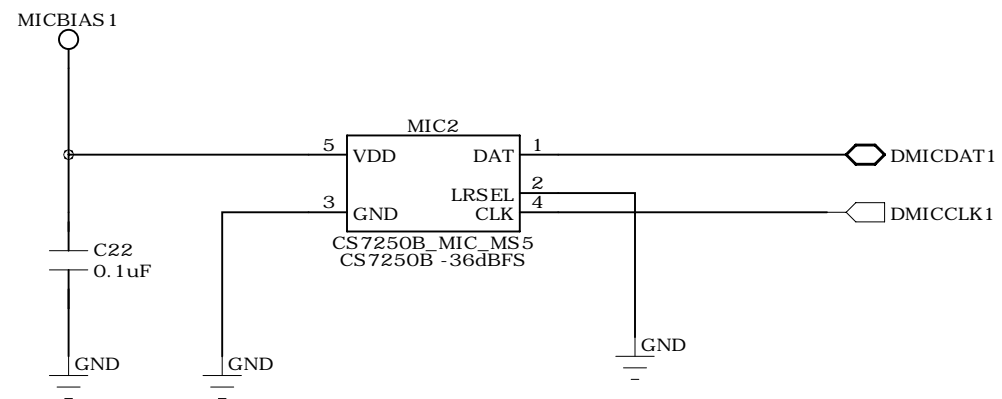 MICBIAS1
MIC2
5 VDD DAT 1
DMICDAT1
LRSEL 2
3 GND CLK 4
DMICCLK1
CS7250B_MIC_MS5
CS7250B -36dBFS
C22
0.1uF
GND
GND
GND